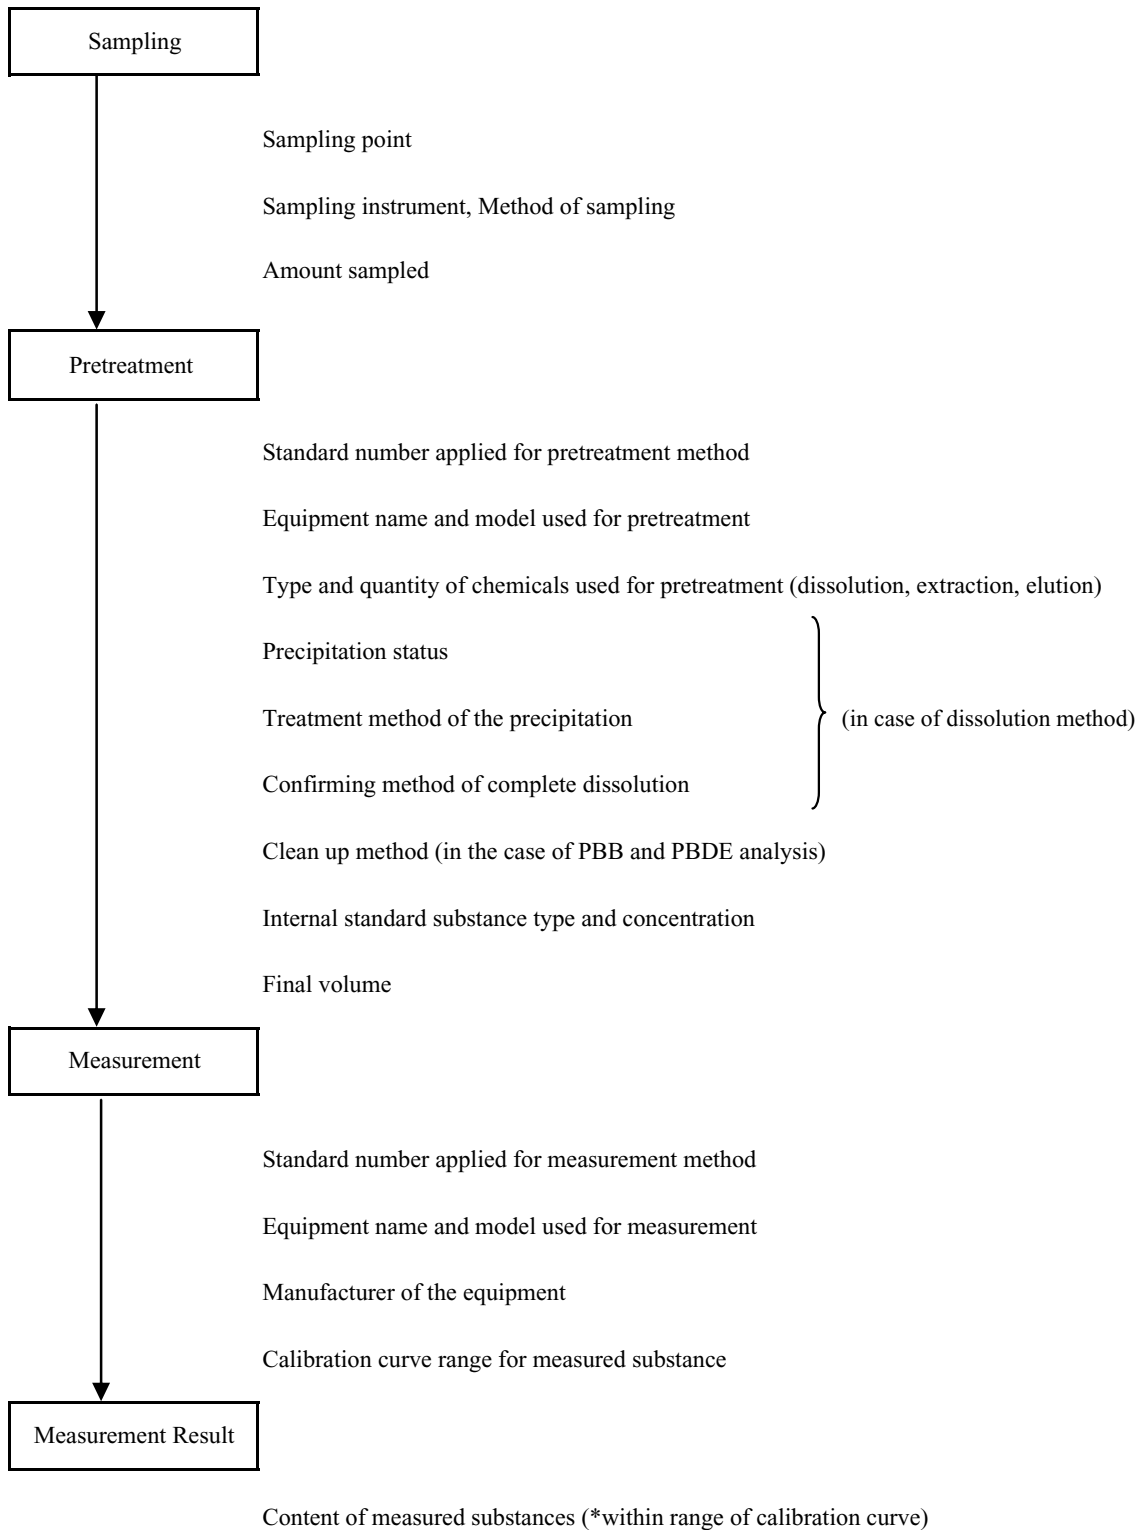 Sampling
Sampling point
Sampling instrument, Method of sampling
Amount sampled
Pretreatment
Standard number applied for pretreatment method
Equipment name and model used for pretreatment
Type and quantity of chemicals used for pretreatment (dissolution, extraction, elution)
Precipitation status
Treatment method of the precipitation
(in case of dissolution method)
Confirming method of complete dissolution
Clean up method (in the case of PBB and PBDE analysis)
Internal standard substance type and concentration
Final volume
Measurement
Standard number applied for measurement method
Equipment name and model used for measurement
Manufacturer of the equipment
Calibration curve range for measured substance
Measurement Result
Content of measured substances (*within range of calibration curve)